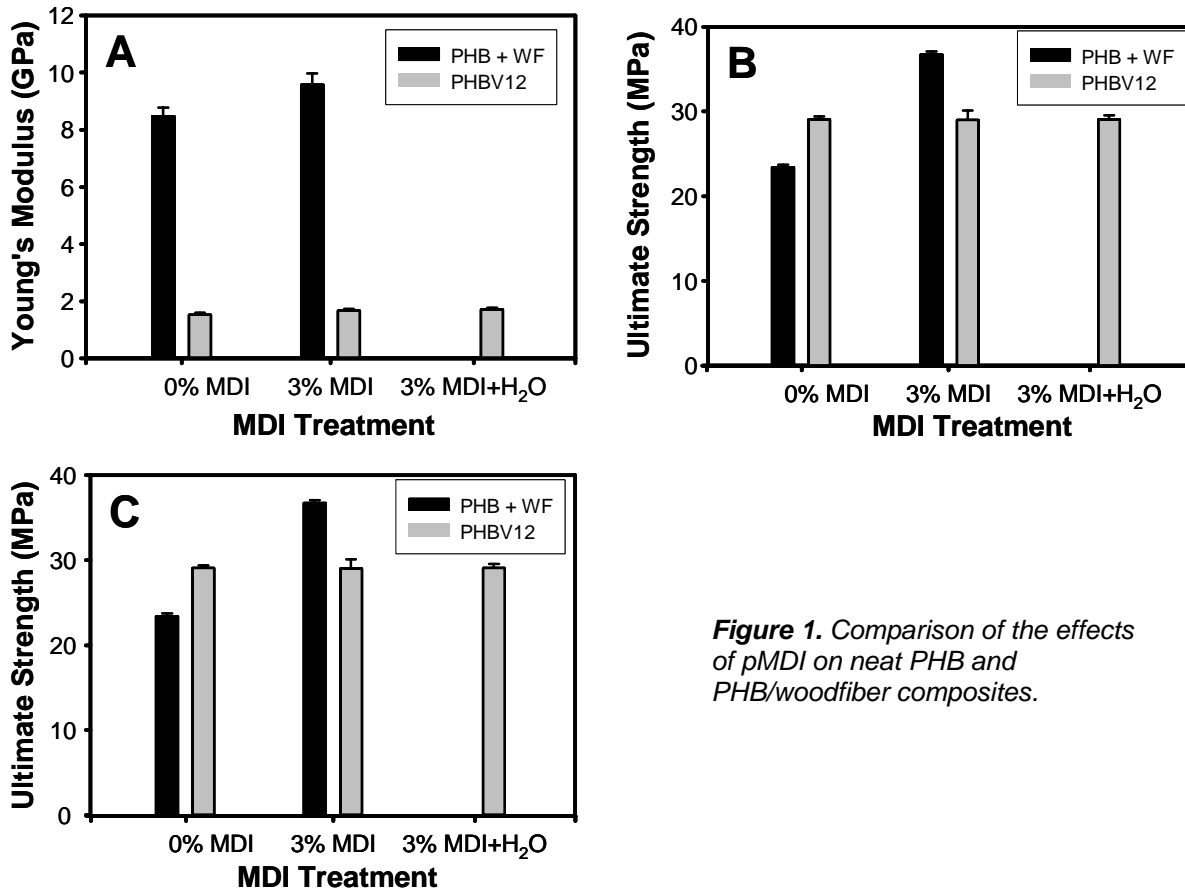 A
Young's Modulus (GPa)
12
10
8
6
4
2
0
PHB + WF
PHBV12
0% MDI 3% MDI 3% MDI+H₂O
MDI Treatment
B
Ultimate Strength (MPa)
40
30
20
10
0
PHB + WF
PHBV12
0% MDI 3% MDI 3% MDI+H₂O
MDI Treatment
C
Ultimate Strength (MPa)
40
30
20
10
0
PHB + WF
PHBV12
0% MDI 3% MDI 3% MDI+H₂O
MDI Treatment
Figure 1. Comparison of the effects
of pMDI on neat PHB and
PHB/woodfiber composites.